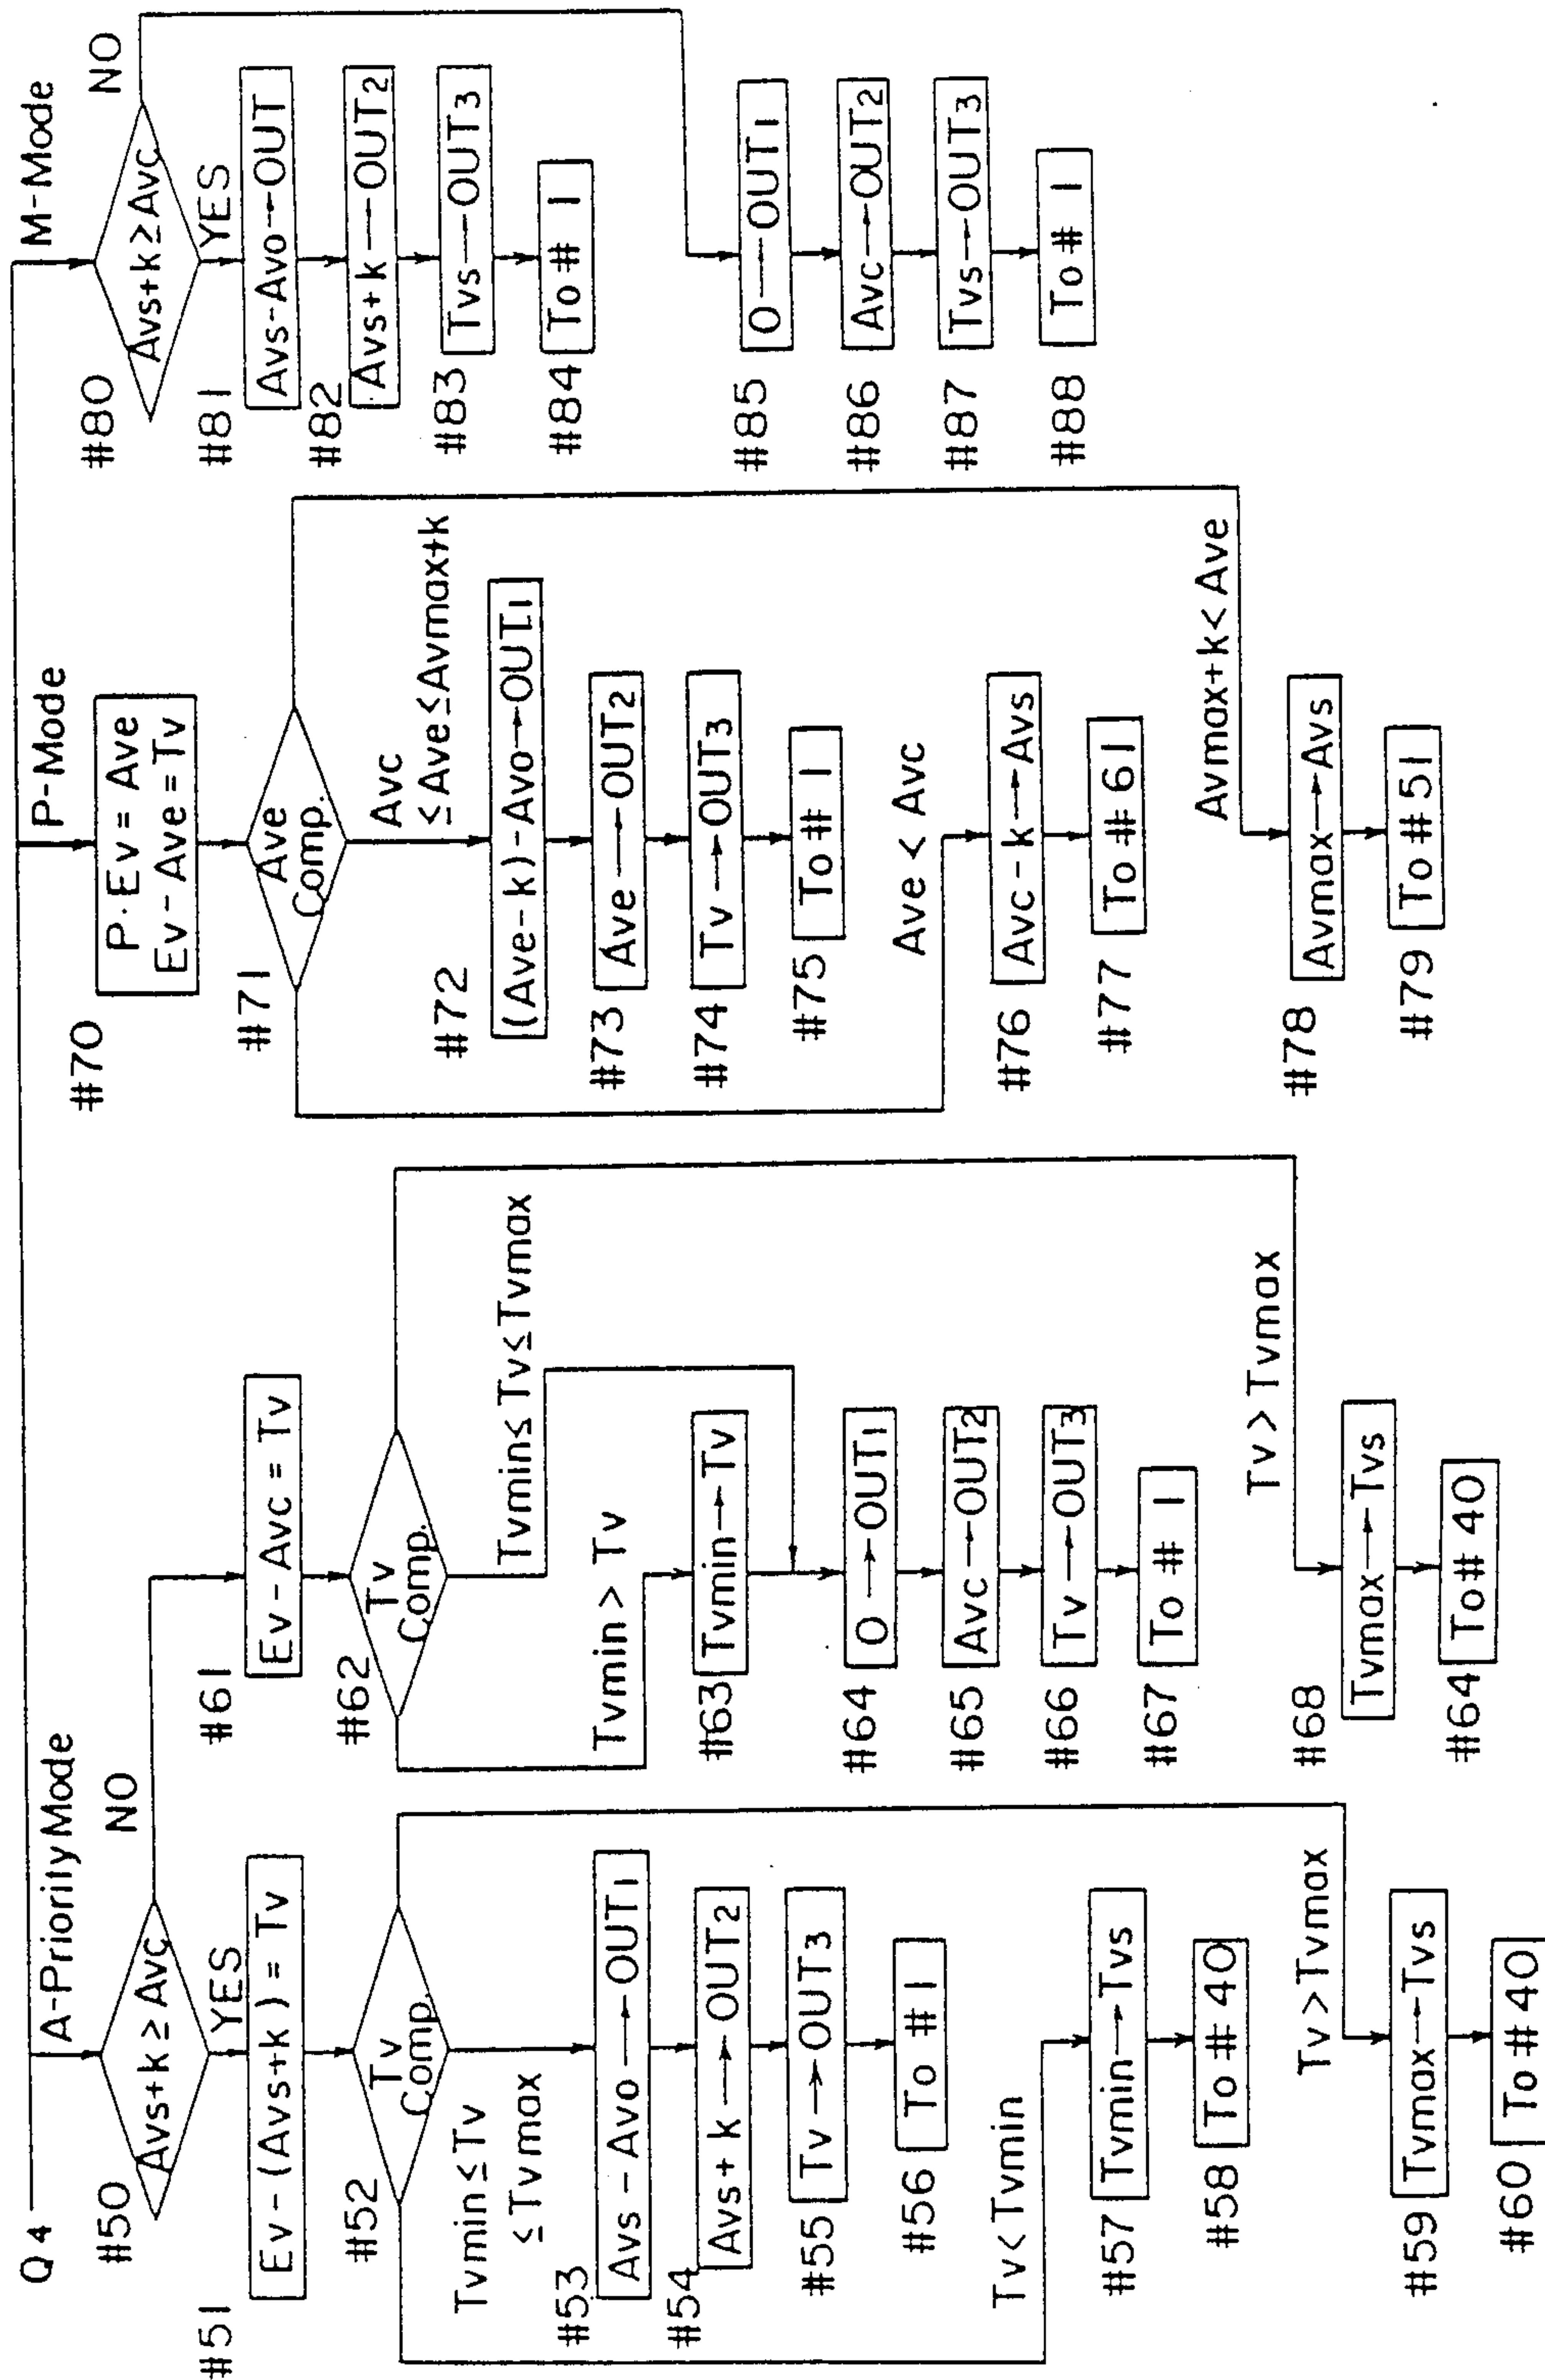 Q4
A-Priority Mode
#50
Avs+k ≥ Avc
YES
NO
#51
Ev-(Avs+k) = Tv
#52
Tv
Comp.
Tvmin ≤ Tv
≤ Tvmax
#53
Avs-Avo→OUT1
#54
Avs+k→OUT2
#55
Tv→OUT3
#56
To # 1
Tv < Tvmin
#57
Tvmin→Tvs
#58
To # 40
Tv > Tvmax
#59
Tvmax→Tvs
#60
To # 40
#61
Ev-Avc = Tv
#62
Tv
Comp.
Tvmin ≤ Tv ≤ Tvmax
Tvmin > Tv
#63
Tvmin→Tv
#64
O→OUT1
#65
Avc→OUT2
#66
Tv→OUT3
#67
To # 1
Tv > Tvmax
#68
Tvmax→Tvs
#64
To # 40
P-Mode
#70
P·Ev = Ave
Ev-Ave = Tv
#71
Ave
Comp.
Avc
≤ Ave ≤ Avmax+k
#72
(Ave-k)-Avo→OUT1
#73
Ave→OUT2
#74
Tv→OUT3
#75
To # 1
Ave < Avc
#76
Avc-k→Avs
#77
To # 61
Avmax+k < Ave
#78
Avmax→Avs
#79
To # 51
M-Mode
#80
Avs+k ≥ Avc
NO
YES
#81
Avs-Avo→OUT
#82
Avs+k→OUT2
#83
Tvs→OUT3
#84
To # 1
#85
O→OUT1
#86
Avc→OUT2
#87
Tvs→OUT3
#88
To # 1